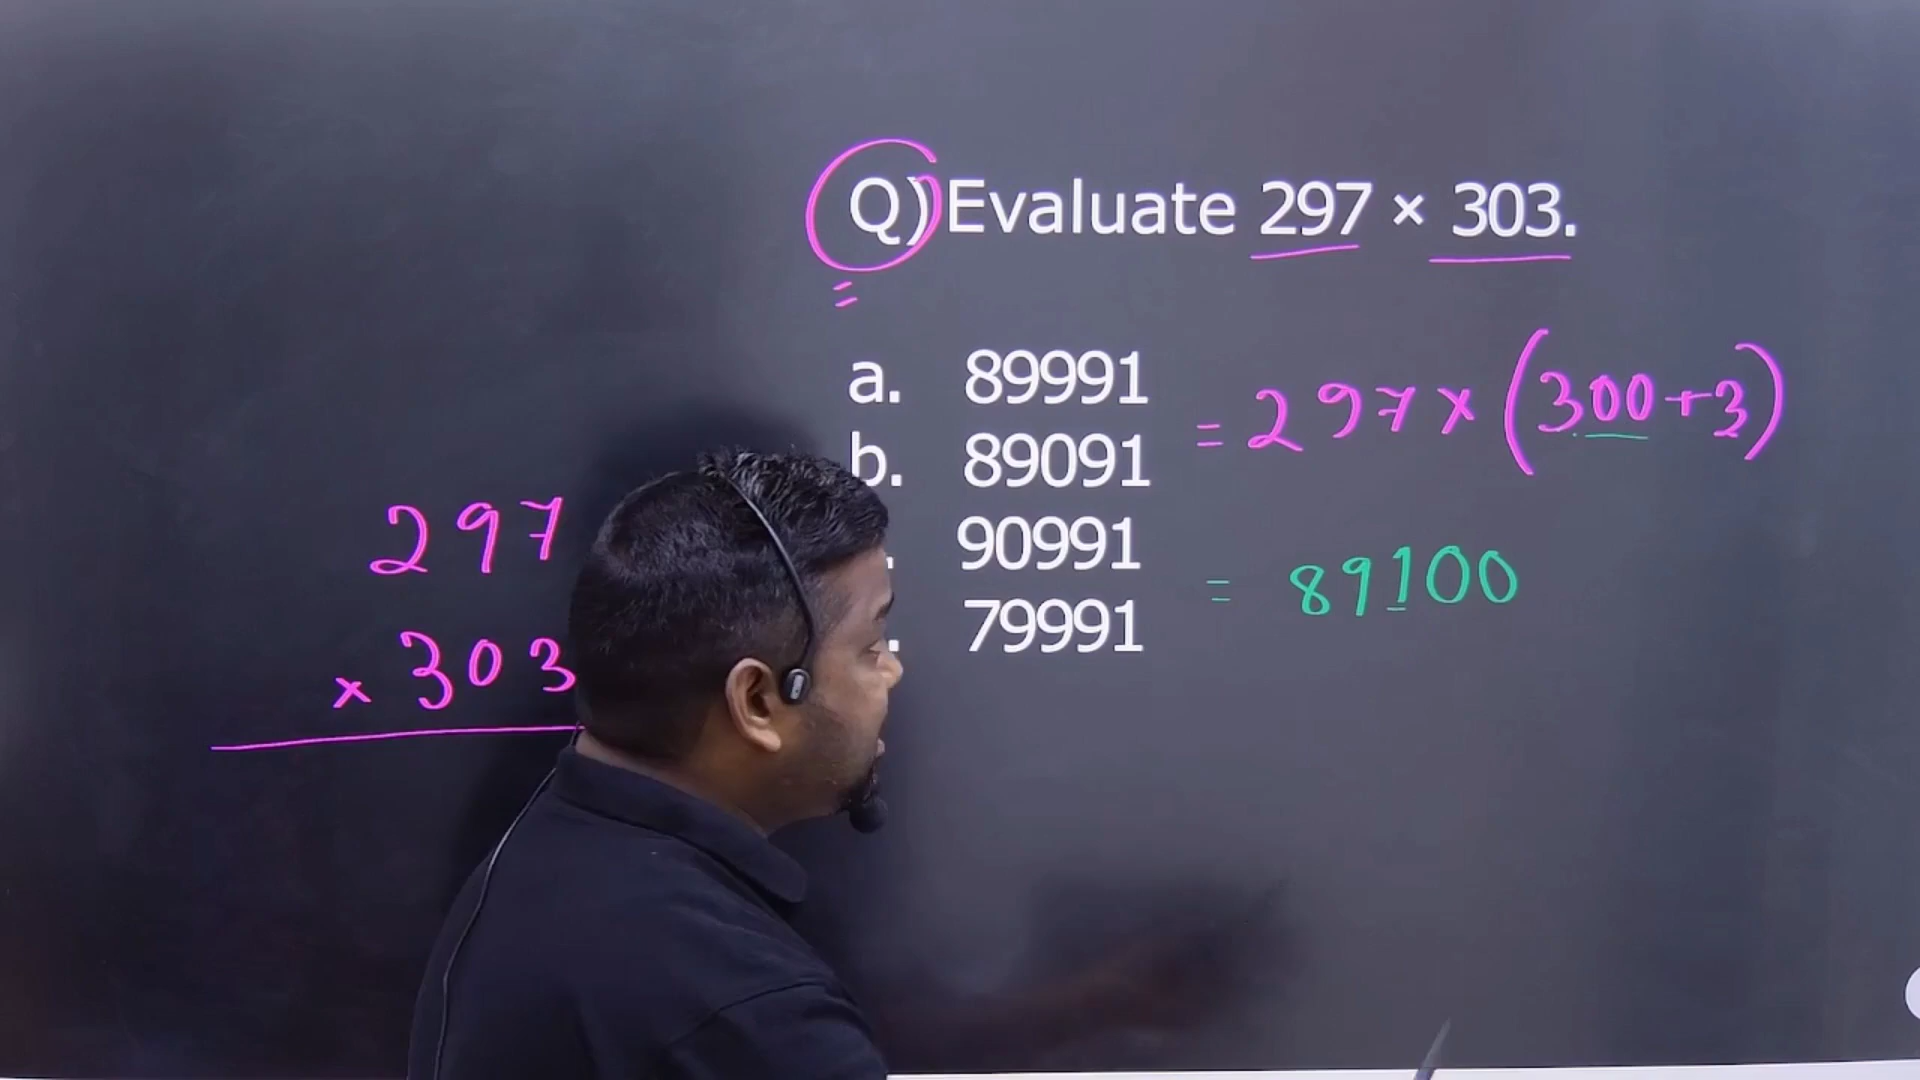 Q) Evaluate 297 × 303.
a. 89991
b. 89091
90991
79991
= 297 × (300+3)
= 89100
297
× 303